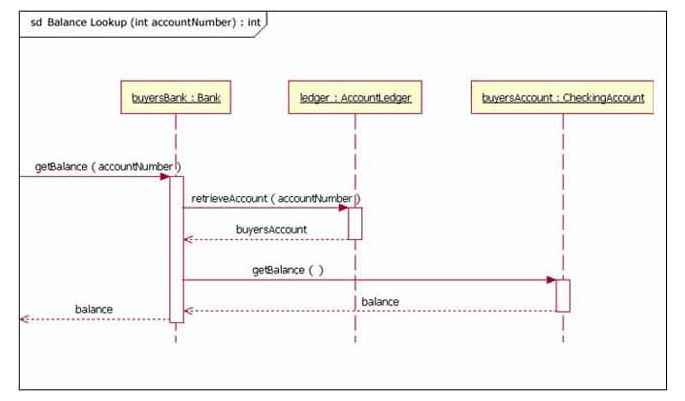 sd Balance Lookup (int accountNumber) : int
buyersBank : Bank
ledger : AccountLedger
buyersAccount : CheckingAccount
getBalance ( accountNumber )
retrieveAccount ( accountNumber )
buyersAccount
getBalance ( )
balance
balance